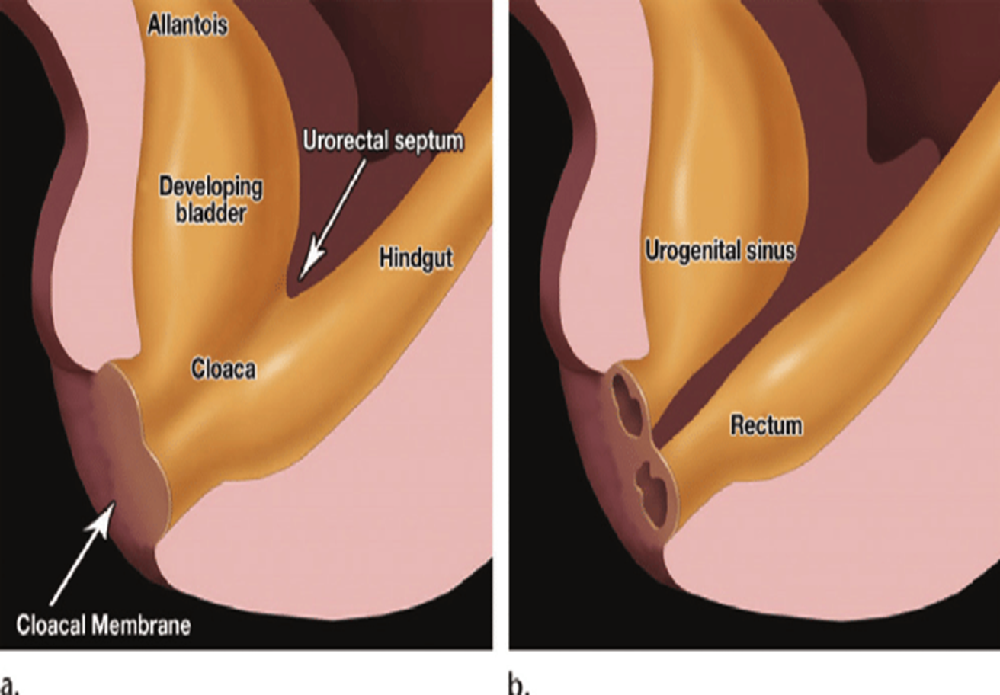 Allantois
Urorectal septum
Developing
bladder
Hindgut
Cloaca
Cloacal Membrane
a.
Urogenital sinus
Rectum
b.